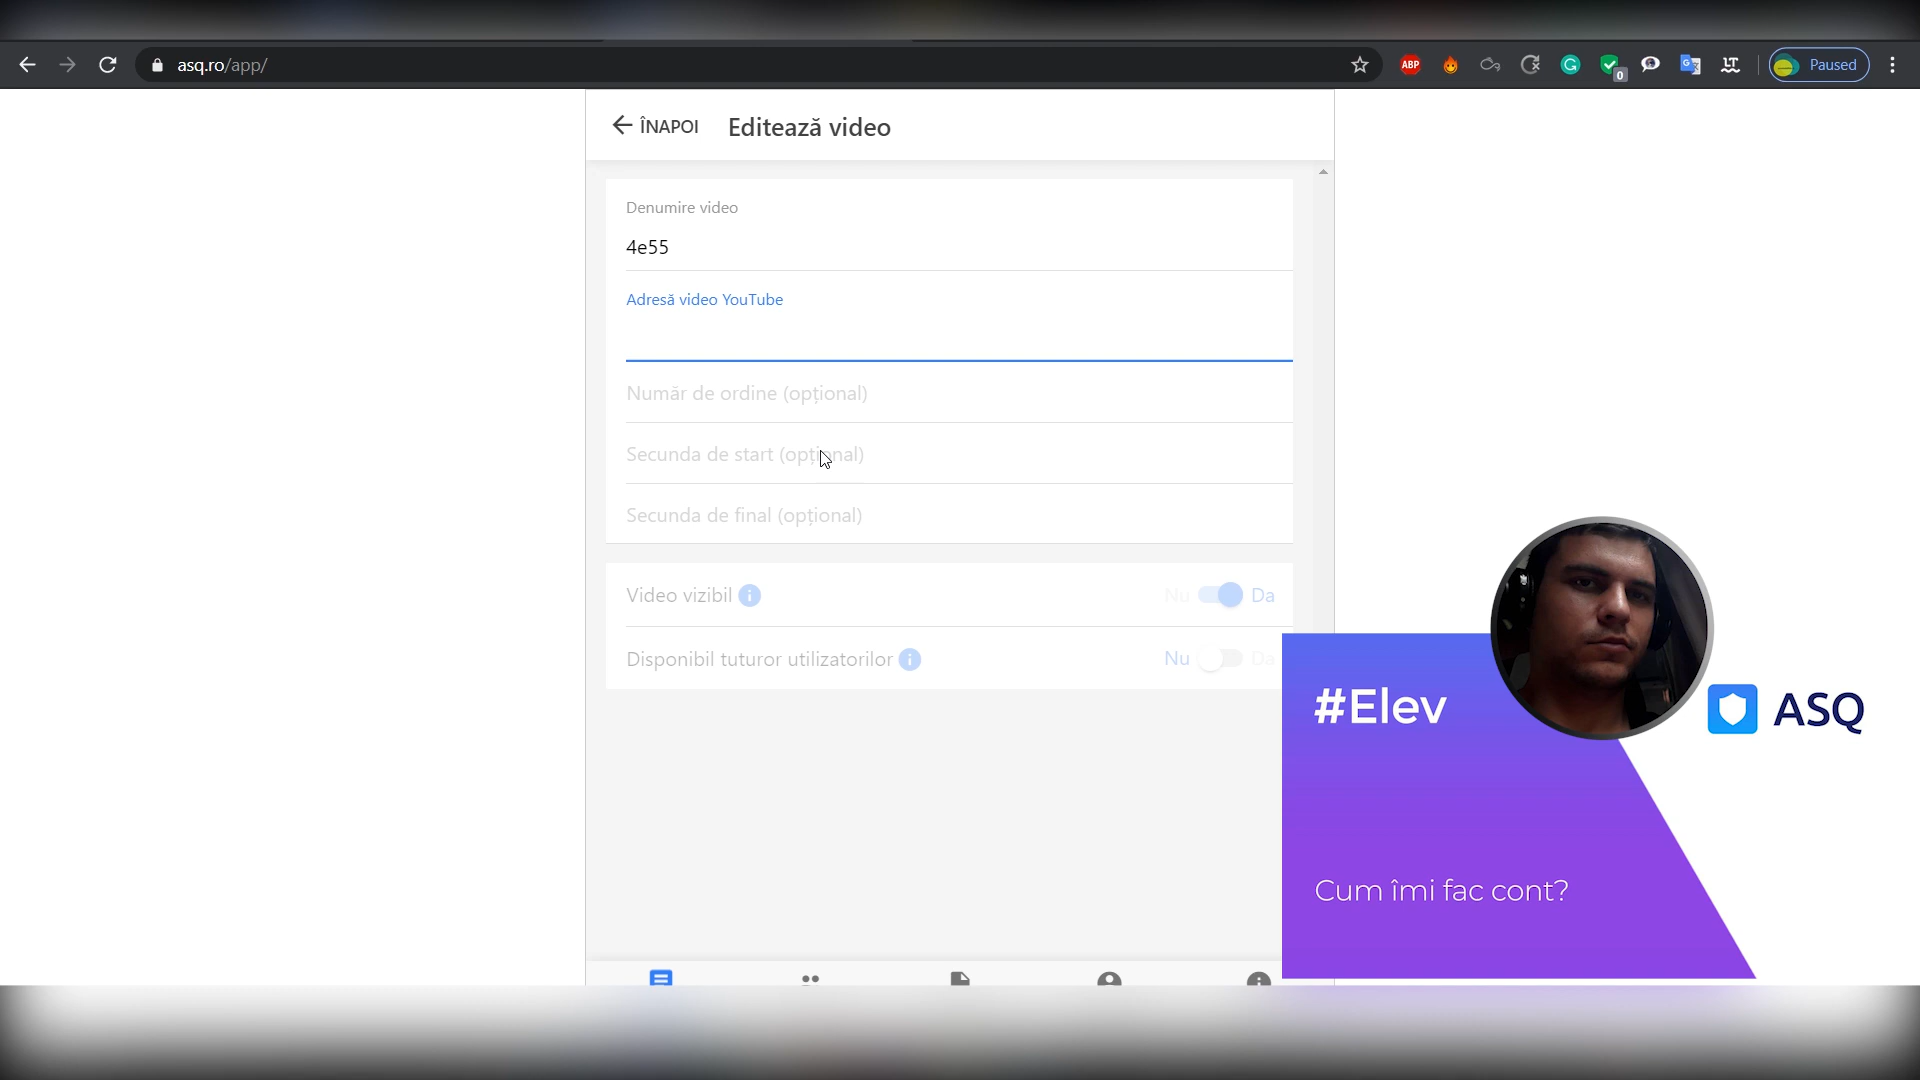 asq.ro/app/
ABP
0
Paused
ÎNAPOI
Editează video
Denumire video
4e55
Adresă video YouTube
Număr de ordine (opțional)
Secunda de start (opțional)
Secunda de final (opțional)
Video vizibil
Nu
Da
Disponibil tuturor utilizatorilor
Nu
Da
#Elev
ASQ
Cum îmi fac cont?